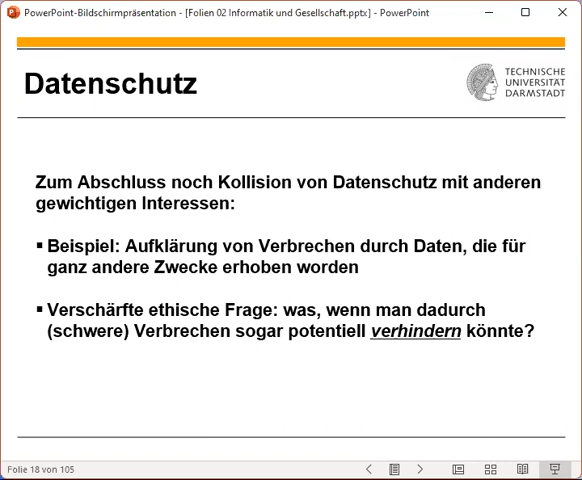 PowerPoint-Bildschirmpräsentation - [Folien 02 Informatik und Gesellschaft.pptx] - PowerPoint
Datenschutz
TECHNISCHE
UNIVERSITÄT
DARMSTADT
Zum Abschluss noch Kollision von Datenschutz mit anderen
gewichtigen Interessen:
▪ Beispiel: Aufklärung von Verbrechen durch Daten, die für
ganz andere Zwecke erhoben worden
▪ Verschärfte ethische Frage: was, wenn man dadurch
(schwere) Verbrechen sogar potentiell verhindern könnte?
Folie 18 von 105